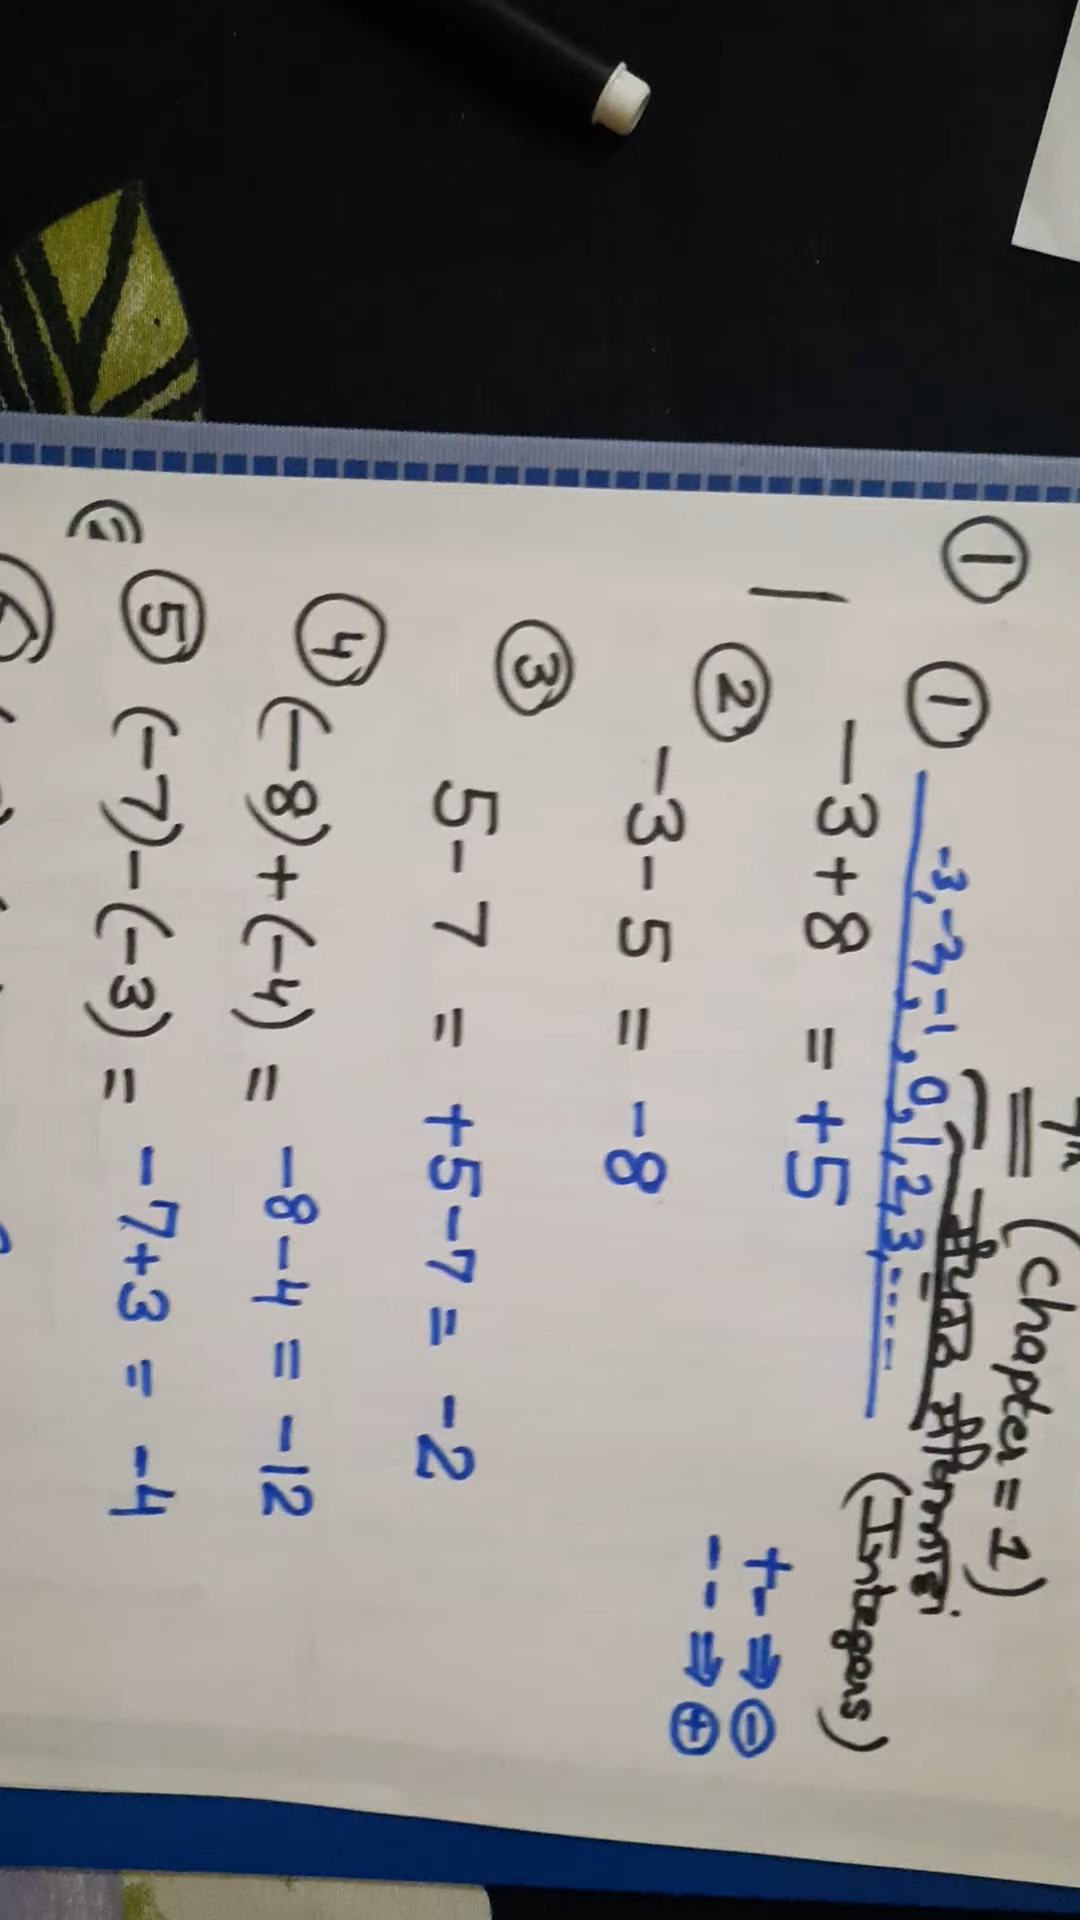 7th (Chapter = 1)
①
(Integers)
① -3, -2, -1, 0, 1, 2, 3, ----
-3+8 = +5
+- ⇒ ⊖
-- ⇒ ⊕
② -3-5 = -8
③ 5-7 = +5-7 = -2
④ (-8)+(-4) = -8-4 = -12
⑤ (-7)-(-3) = -7+3 = -4